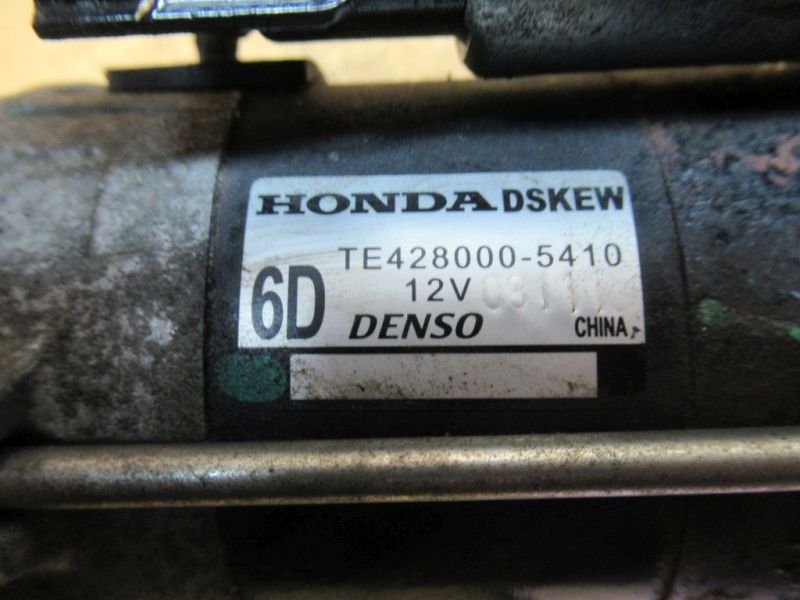 HONDA DSKEW
TE428000-5410
6D 12V
DENSO CHINA